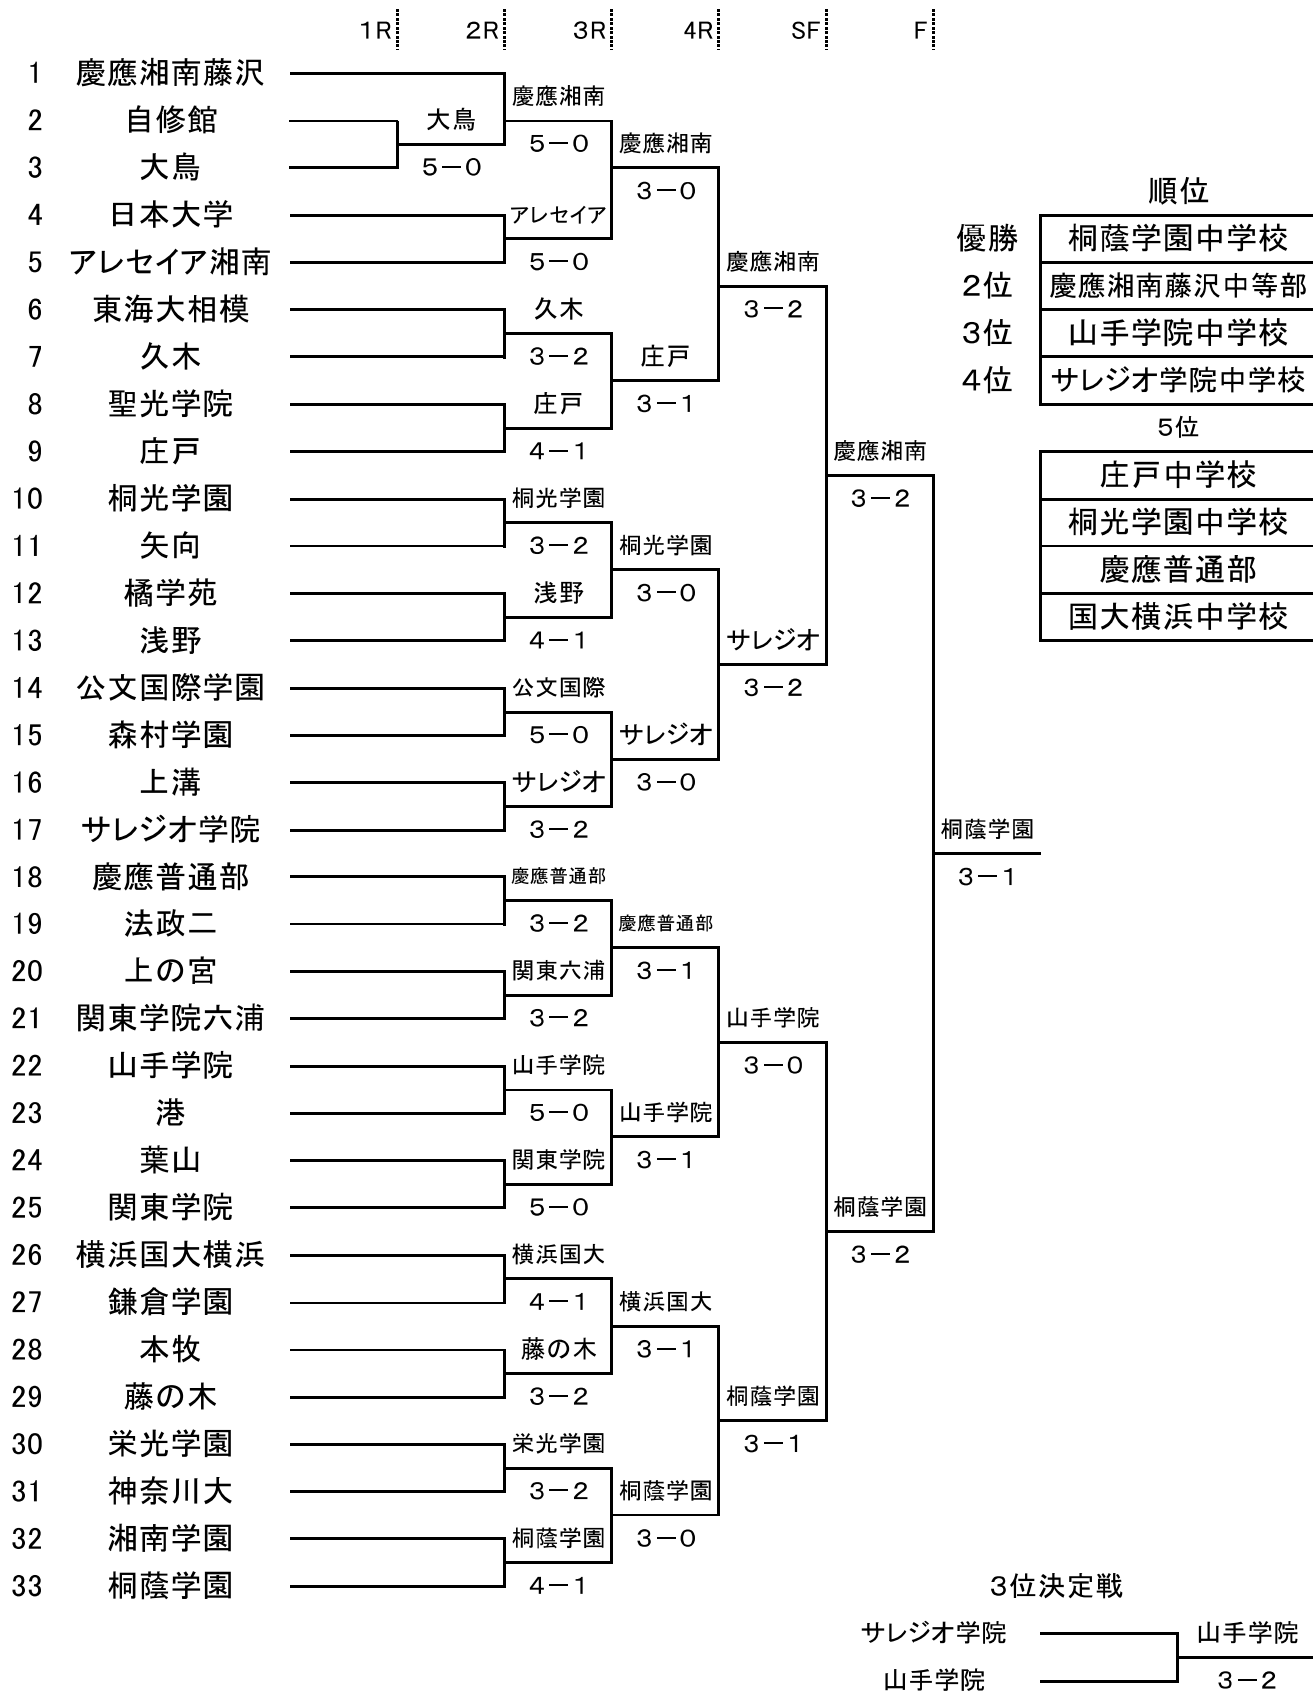 1R 2R 3R 4R SF F
1 慶應湘南藤沢
慶應湘南
2 自修館 大鳥
5－0 慶應湘南
3 大鳥 5－0
3－0 順位
4 日本大学 アレセイア
優勝 桐蔭学園中学校
5 アレセイア湘南 5－0 慶應湘南
2位 慶應湘南藤沢中等部
6 東海大相模 久木 3－2
3位 山手学院中学校
7 久木 3－2 庄戸
4位 サレジオ学院中学校
8 聖光学院 庄戸 3－1
5位
9 庄戸 4－1 慶應湘南
庄戸中学校
10 桐光学園 桐光学園 3－2
桐光学園中学校
11 矢向 3－2 桐光学園
慶應普通部
12 橘学苑 浅野 3－0
国大横浜中学校
13 浅野 4－1 サレジオ
14 公文国際学園 公文国際 3－2
15 森村学園 5－0 サレジオ
16 上溝 サレジオ 3－0
17 サレジオ学院 3－2 桐蔭学園
18 慶應普通部 慶應普通部 3－1
19 法政二 3－2 慶應普通部
20 上の宮 関東六浦 3－1
21 関東学院六浦 3－2 山手学院
22 山手学院 山手学院 3－0
23 港 5－0 山手学院
24 葉山 関東学院 3－1
25 関東学院 5－0 桐蔭学園
26 横浜国大横浜 横浜国大 3－2
27 鎌倉学園 4－1 横浜国大
28 本牧 藤の木 3－1
29 藤の木 3－2 桐蔭学園
30 栄光学園 栄光学園 3－1
31 神奈川大 3－2 桐蔭学園
32 湘南学園 桐蔭学園 3－0
33 桐蔭学園 4－1
3位決定戦
サレジオ学院 山手学院
山手学院 3－2